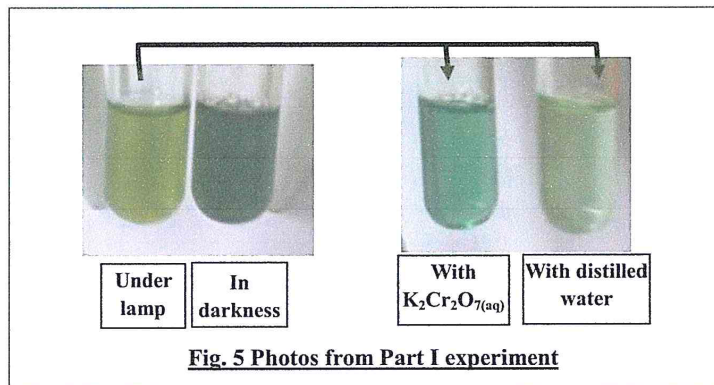 Under
lamp
In
darkness
With
K₂Cr₂O₇(aq)
With distilled
water
Fig. 5 Photos from Part I experiment